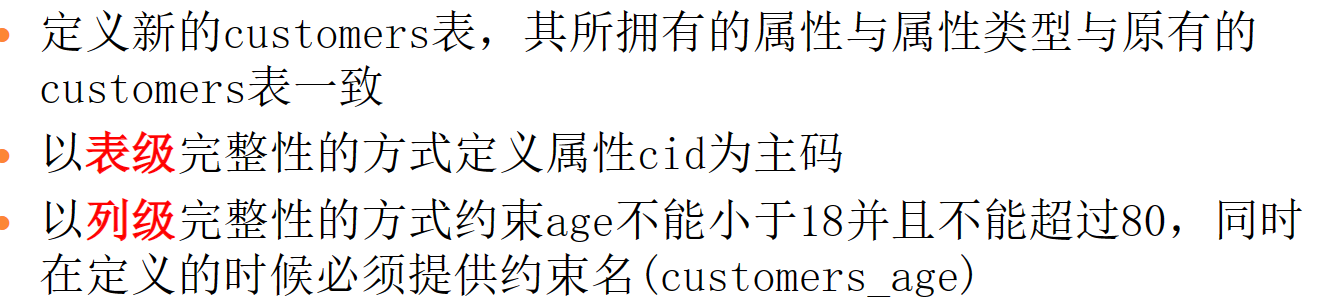 定义新的customers表，其所拥有的属性与属性类型与原有的
customers表一致
以表级完整性的方式定义属性cid为主码
以列级完整性的方式约束age不能小于18并且不能超过80，同时
在定义的时候必须提供约束名(customers_age)